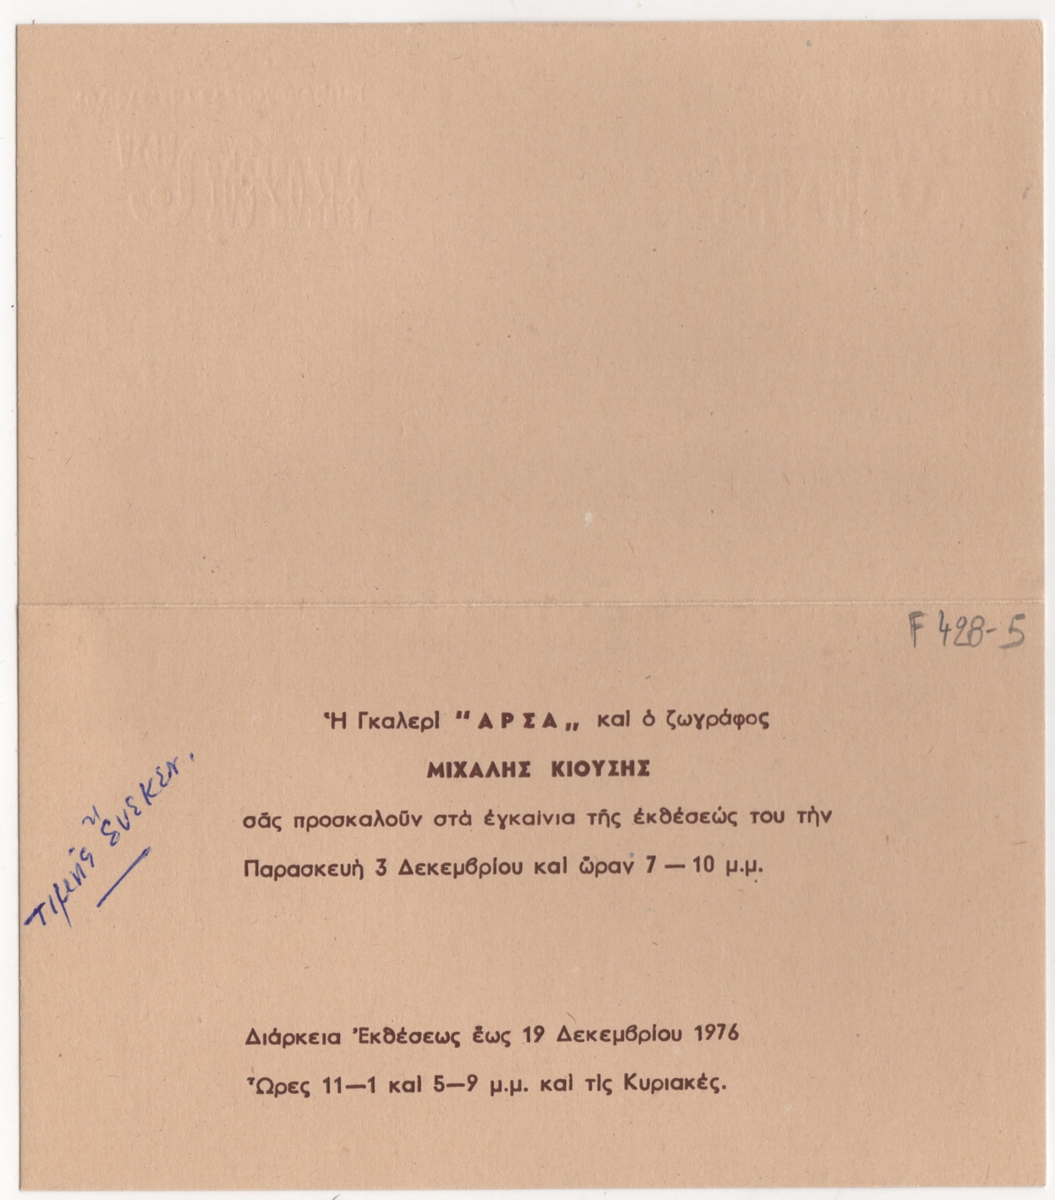 F 428-5
Ἡ Γκαλερὶ "ΑΡΣΑ„ καὶ ὁ ζωγράφος
ΜΙΧΑΛΗΣ ΚΙΟΥΣΗΣ
σᾶς προσκαλοῦν στὰ ἐγκαίνια τῆς ἐκθέσεώς του τὴν
Παρασκευὴ 3 Δεκεμβρίου καὶ ὥραν 7 — 10 μ.μ.
τιμῆς ἕνεκεν.
Διάρκεια Ἐκθέσεως ἕως 19 Δεκεμβρίου 1976
Ὧρες 11—1 καὶ 5—9 μ.μ. καὶ τὶς Κυριακές.